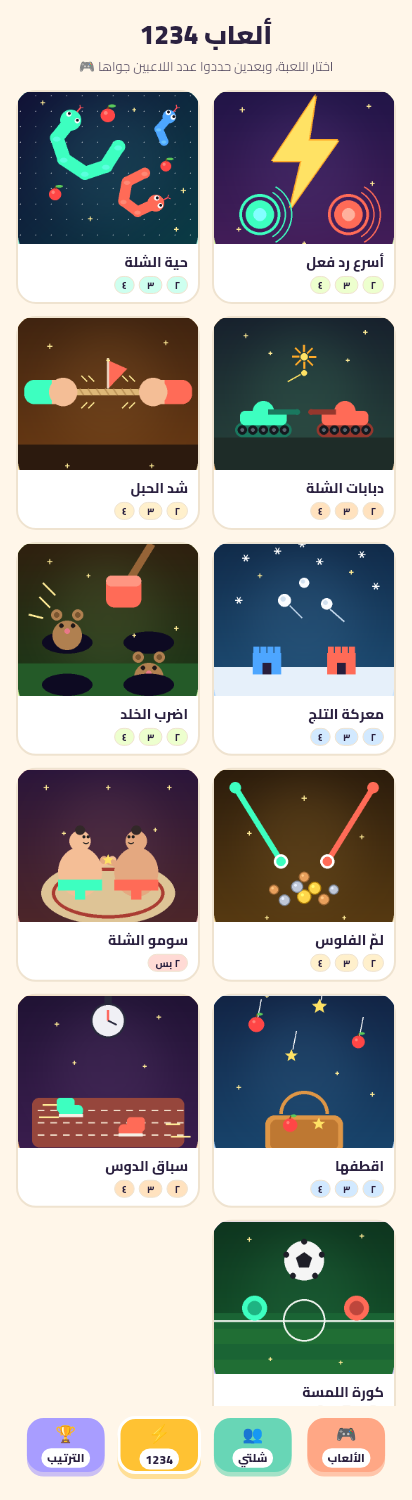 ألعاب 1234
اختار اللعبة، وبعدين حددوا عدد اللاعبين جواها 🎮
أسرع رد فعل
٢ ٣ ٤
حية الشلة
٢ ٣ ٤
دبابات الشلة
٢ ٣ ٤
شد الحبل
٢ ٣ ٤
معركة التلج
٢ ٣ ٤
اضرب الخلد
٢ ٣ ٤
لمّ الفلوس
٢ ٣ ٤
سومو الشلة
٢ بس
اقطفها
٢ ٣ ٤
سباق الدوس
٢ ٣ ٤
كورة اللمسة
الألعاب
شلتي
1234
الترتيب